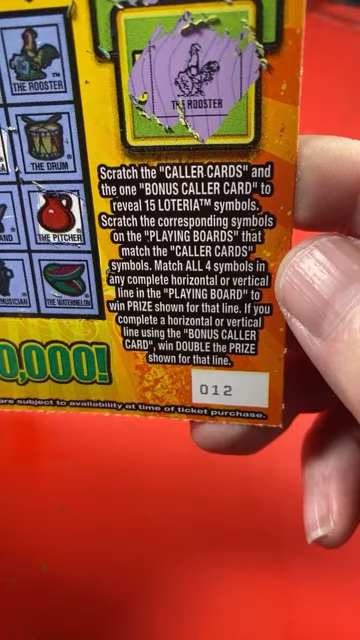 THE ROOSTER
THE ROOSTER
THE DRUM
THE PITCHER
MUSICIAN
THE WATERMELON
Scratch the "CALLER CARDS" and
the one "BONUS CALLER CARD" to
reveal 15 LOTERIA™ symbols.
Scratch the corresponding symbols
on the "PLAYING BOARDS" that
match the "CALLER CARDS"
symbols. Match ALL 4 symbols in
any complete horizontal or vertical
line in the "PLAYING BOARD" to
win PRIZE shown for that line. If you
complete a horizontal or vertical
line using the "BONUS CALLER
CARD", win DOUBLE the PRIZE
shown for that line.
0,000!
012
are subject to availability at time of ticket purchase.